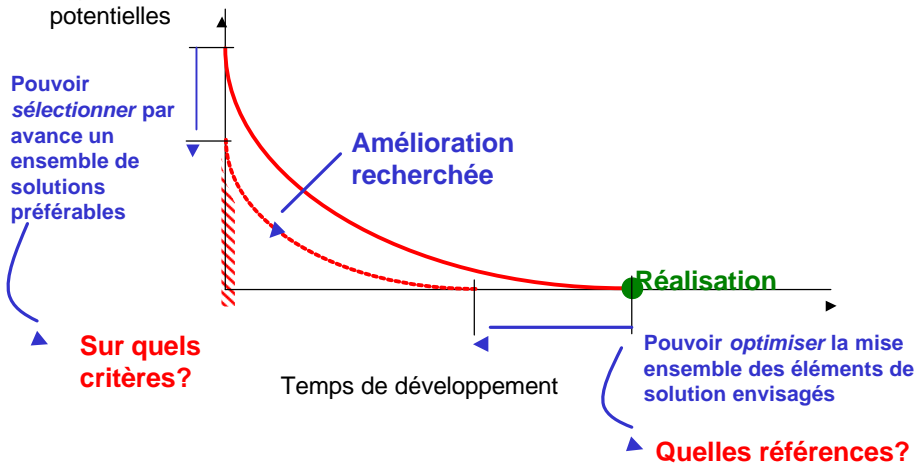 potentielles
Pouvoir
sélectionner par
avance un
ensemble de
solutions
préférables
Amélioration
recherchée
Réalisation
Sur quels
critères?
Temps de développement
Pouvoir optimiser la mise
ensemble des éléments de
solution envisagés
Quelles références?